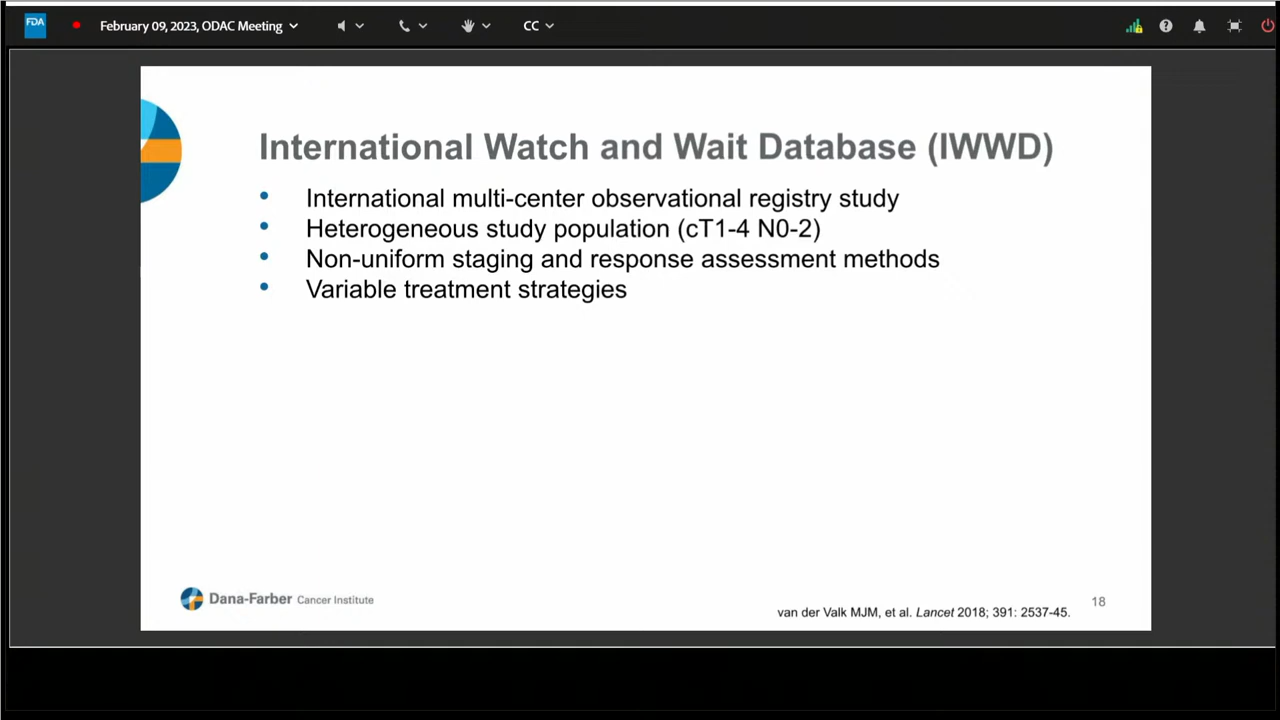 FDA
February 09, 2023, ODAC Meeting
CC
International Watch and Wait Database (IWWD)
• International multi-center observational registry study
• Heterogeneous study population (cT1-4 N0-2)
• Non-uniform staging and response assessment methods
• Variable treatment strategies
Dana-Farber Cancer Institute
van der Valk MJM, et al. Lancet 2018; 391: 2537-45.
18